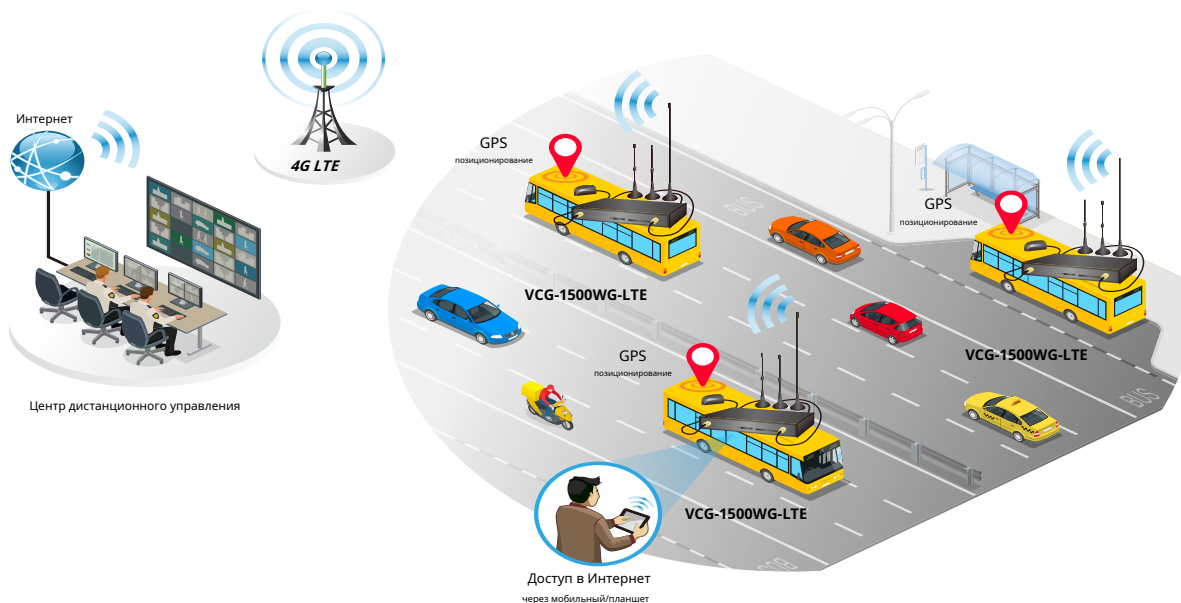 Интернет
4G LTE
GPS
позиционирование
VCG-1500WG-LTE
BUS
GPS
позиционирование
VCG-1500WG-LTE
GPS
позиционирование
VCG-1500WG-LTE
BUS
Центр дистанционного управления
BUS
Доступ в Интернет
через мобильный/планшет